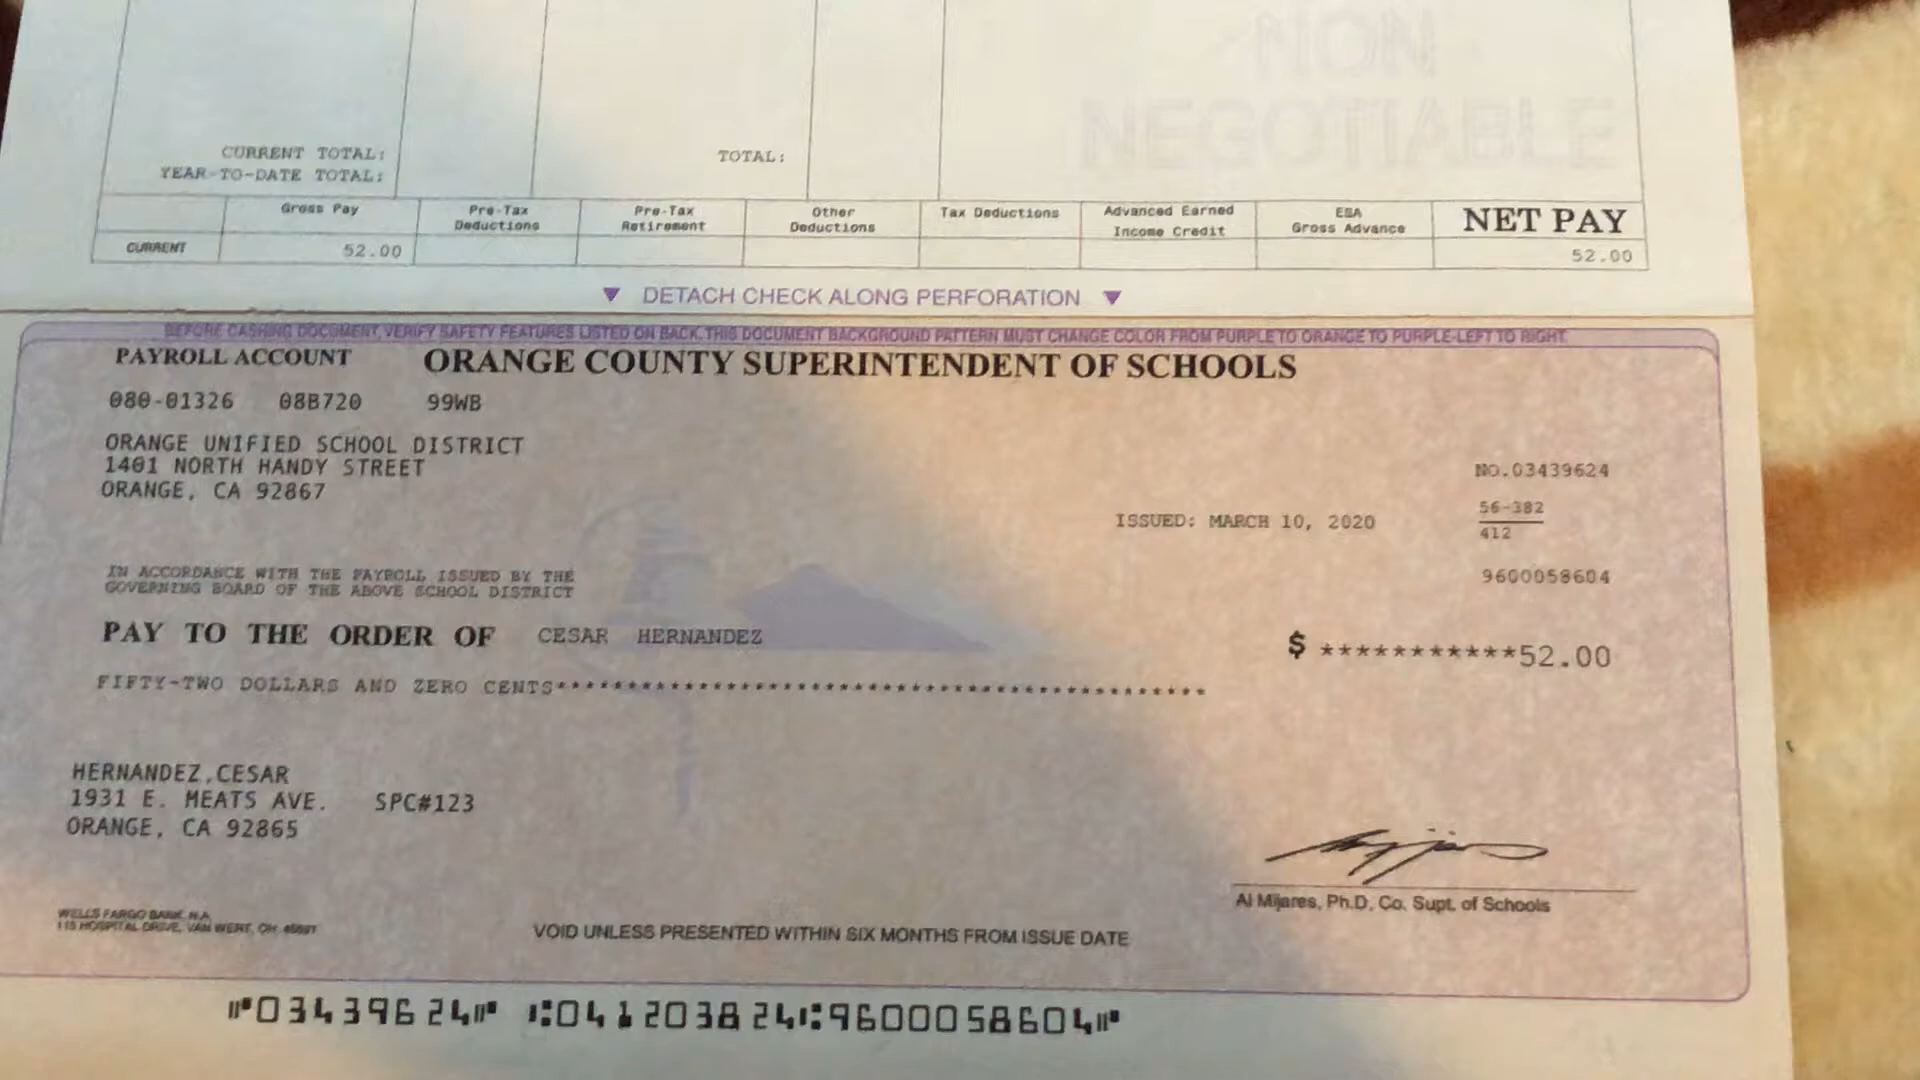 NON
NEGOTIABLE
CURRENT TOTAL:
YEAR-TO-DATE TOTAL:
TOTAL:
Gross Pay
Pre-Tax
Deductions
Pre-Tax
Retirement
Other
Deductions
Tax Deductions
Advanced Earned
Income Credit
ESA
Gross Advance
NET PAY
CURRENT
52.00
52.00
▼ DETACH CHECK ALONG PERFORATION ▼
BEFORE CASHING DOCUMENT, VERIFY SAFETY FEATURES LISTED ON BACK. THIS DOCUMENT BACKGROUND PATTERN MUST CHANGE COLOR FROM PURPLE TO ORANGE TO PURPLE-LEFT TO RIGHT.
PAYROLL ACCOUNT ORANGE COUNTY SUPERINTENDENT OF SCHOOLS
080-01326 08B720 99WB
ORANGE UNIFIED SCHOOL DISTRICT
1401 NORTH HANDY STREET
ORANGE, CA 92867
NO.03439624
ISSUED: MARCH 10, 2020
56-382
412
9600058604
IN ACCORDANCE WITH THE PAYROLL ISSUED BY THE
GOVERNING BOARD OF THE ABOVE SCHOOL DISTRICT
PAY TO THE ORDER OF CESAR HERNANDEZ
$ ***********52.00
FIFTY-TWO DOLLARS AND ZERO CENTS**********************************************
HERNANDEZ,CESAR
1931 E. MEATS AVE. SPC#123
ORANGE, CA 92865
Al Mijares, Ph.D, Co. Supt. of Schools
WELLS FARGO BANK, N.A.
115 HOSPITAL DRIVE, VAN WERT, OH 45891
VOID UNLESS PRESENTED WITHIN SIX MONTHS FROM ISSUE DATE
⑈03439624⑈ ⑆041203824⑆9600058604⑈